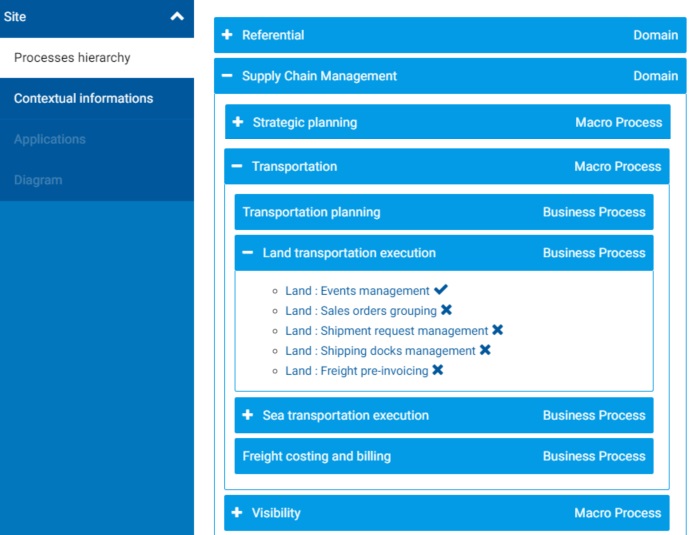 Site
Processes hierarchy
Contextual informations
Applications
Diagram
Referential Domain
Supply Chain Management Domain
Strategic planning Macro Process
Transportation Macro Process
Transportation planning Business Process
Land transportation execution Business Process
Land : Events management
Land : Sales orders grouping
Land : Shipment request management
Land : Shipping docks management
Land : Freight pre-invoicing
Sea transportation execution Business Process
Freight costing and billing Business Process
Visibility Macro Process